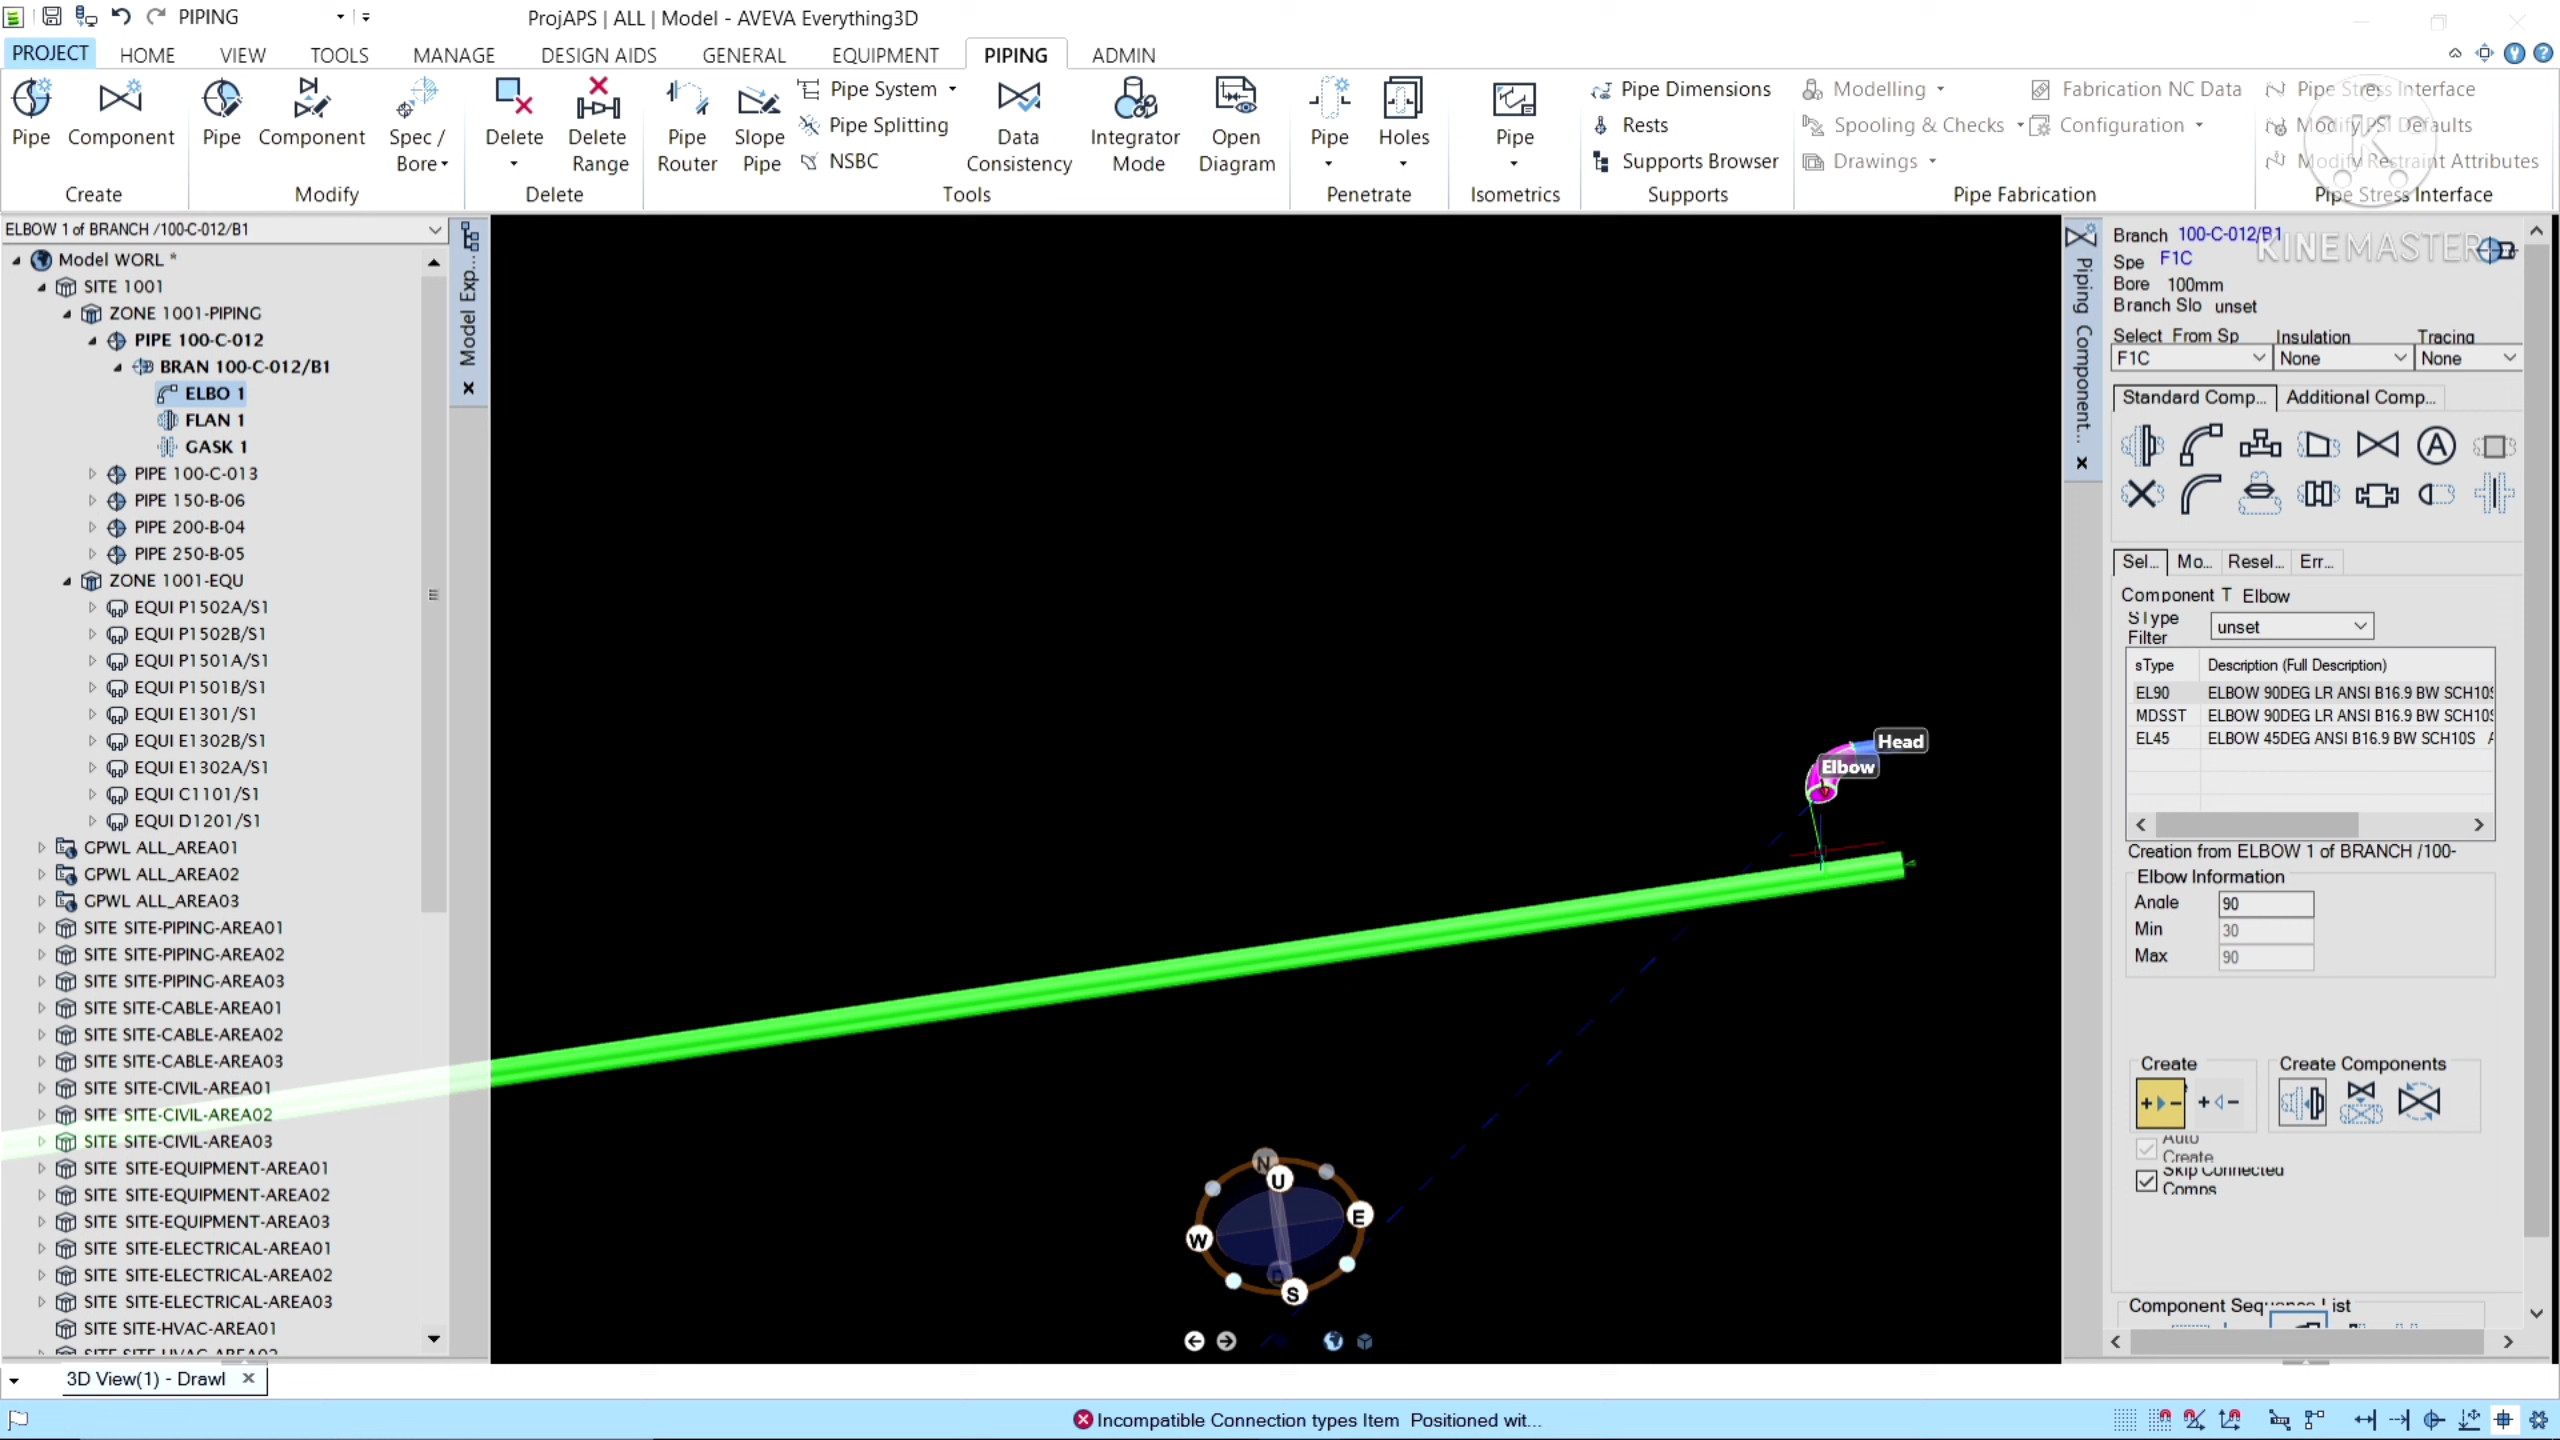 PIPING
ProjAPS | ALL | Model - AVEVA Everything3D
PROJECT HOME VIEW TOOLS MANAGE DESIGN AIDS GENERAL EQUIPMENT PIPING ADMIN
Pipe Component
Create
Pipe Component Spec / Bore
Modify
Delete Delete Range
Delete
Pipe Router
Slope Pipe
Pipe System
Pipe Splitting
NSBC
Data Consistency
Integrator Mode
Open Diagram
Tools
Pipe Holes
Penetrate
Pipe
Isometrics
Pipe Dimensions
Rests
Supports Browser
Supports
Modelling
Spooling & Checks
Drawings
Fabrication NC Data
Configuration
Pipe Fabrication
Pipe Stress Interface
Modify PSI Defaults
Modify Restraint Attributes
Pipe Stress Interface
K
KINEMASTER
ELBOW 1 of BRANCH /100-C-012/B1
Model WORL *
SITE 1001
ZONE 1001-PIPING
PIPE 100-C-012
BRAN 100-C-012/B1
ELBO 1
FLAN 1
GASK 1
PIPE 100-C-013
PIPE 150-B-06
PIPE 200-B-04
PIPE 250-B-05
ZONE 1001-EQU
EQUI P1502A/S1
EQUI P1502B/S1
EQUI P1501A/S1
EQUI P1501B/S1
EQUI E1301/S1
EQUI E1302B/S1
EQUI E1302A/S1
EQUI C1101/S1
EQUI D1201/S1
GPWL ALL_AREA01
GPWL ALL_AREA02
GPWL ALL_AREA03
SITE SITE-PIPING-AREA01
SITE SITE-PIPING-AREA02
SITE SITE-PIPING-AREA03
SITE SITE-CABLE-AREA01
SITE SITE-CABLE-AREA02
SITE SITE-CABLE-AREA03
SITE SITE-CIVIL-AREA01
SITE SITE-CIVIL-AREA02
SITE SITE-CIVIL-AREA03
SITE SITE-EQUIPMENT-AREA01
SITE SITE-EQUIPMENT-AREA02
SITE SITE-EQUIPMENT-AREA03
SITE SITE-ELECTRICAL-AREA01
SITE SITE-ELECTRICAL-AREA02
SITE SITE-ELECTRICAL-AREA03
SITE SITE-HVAC-AREA01
SITE SITE-HVAC-AREA02
Model Exp...
Head
Elbow
N
U
E
W
D
S
Piping Component...
Branch 100-C-012/B1
Spe F1C
Bore 100mm
Branch Slo unset
Select From Sp Insulation Tracing
F1C None None
Standard Comp... Additional Comp...
A
Sel... Mo... Resel... Err...
Component T Elbow
SType Filter unset
sType Description (Full Description)
EL90 ELBOW 90DEG LR ANSI B16.9 BW SCH10S
MDSST ELBOW 90DEG LR ANSI B16.9 BW SCH10S
EL45 ELBOW 45DEG ANSI B16.9 BW SCH10S
Creation from ELBOW 1 of BRANCH /100-
Elbow Information
Angle 90
Min 30
Max 90
Create Create Components
Auto Create
Skip Connected Comps
Component Sequence List
3D View(1) - Drawl
Incompatible Connection types Item Positioned wit...